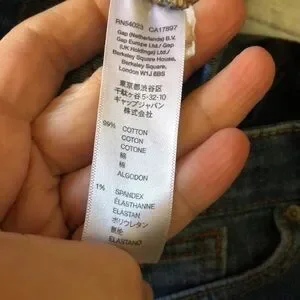 RN54023 CA17897
Gap (Netherlands) B.V.
Gap Europe Ltd./ Gap
(UK Holdings) Ltd./
Berkeley Square House,
Berkeley Square,
London W1J 6BS
東京都渋谷区
千駄ヶ谷5-32-10
ギャップジャパン
株式会社
99% COTTON
COTON
COTONE
綿
棉
ALGODON
1% SPANDEX
ÉLASTHANNE
ELASTAN
ポリウレタン
ELASTANO